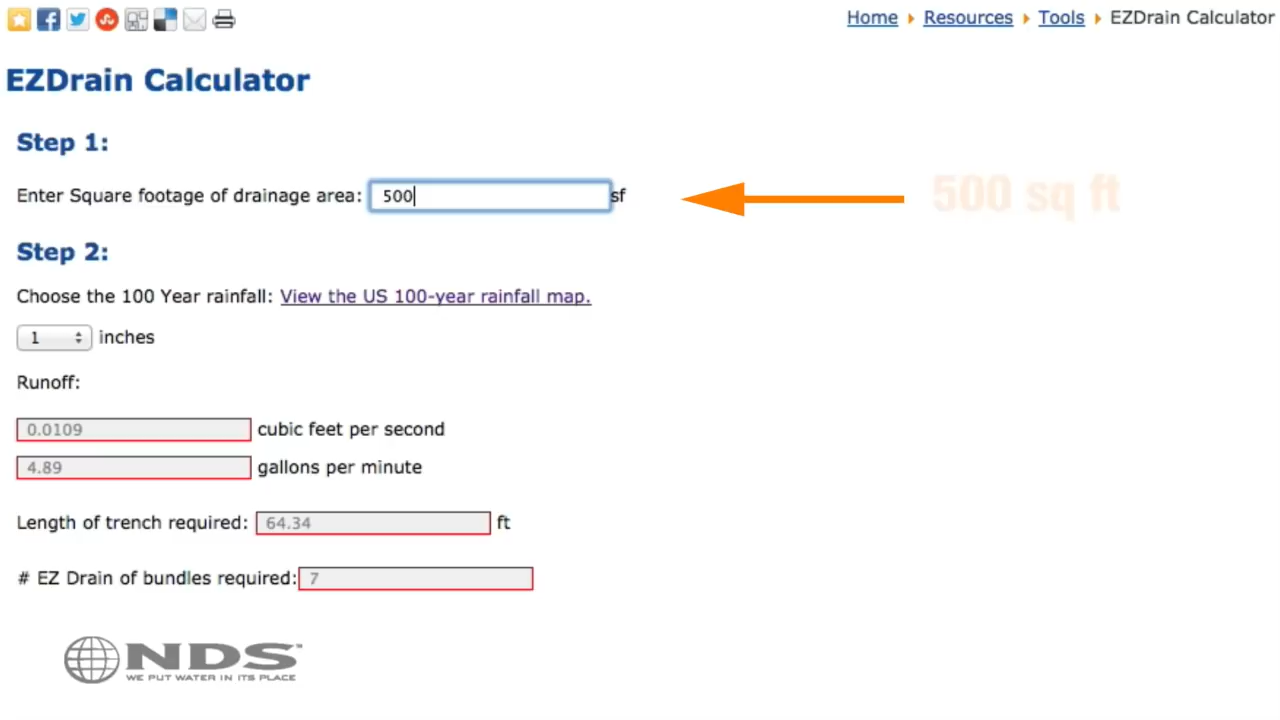 Home Resources Tools EZDrain Calculator
EZDrain Calculator
Step 1:
Enter Square footage of drainage area: 500 sf
500 sq ft
Step 2:
Choose the 100 Year rainfall: View the US 100-year rainfall map.
1 inches
Runoff:
0.0109 cubic feet per second
4.89 gallons per minute
Length of trench required: 64.34 ft
# EZ Drain of bundles required: 7
NDS™
WE PUT WATER IN ITS PLACE